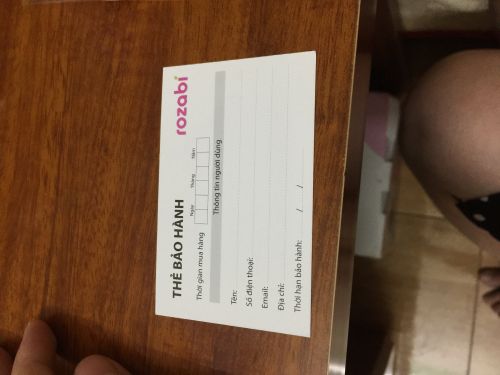 THẺ BẢO HÀNH
rozabi
Ngày Tháng Năm
Thời gian mua hàng
Thông tin người dùng
Tên:
Số điện thoại:
Email:
Địa chỉ:
Thời hạn bảo hành: / /